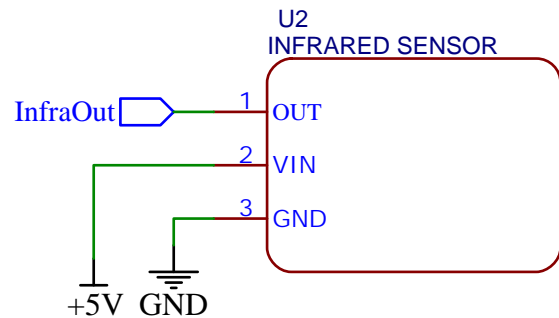 U2
INFRARED SENSOR
InfraOut
1
OUT
2
VIN
3
GND
+5V
GND